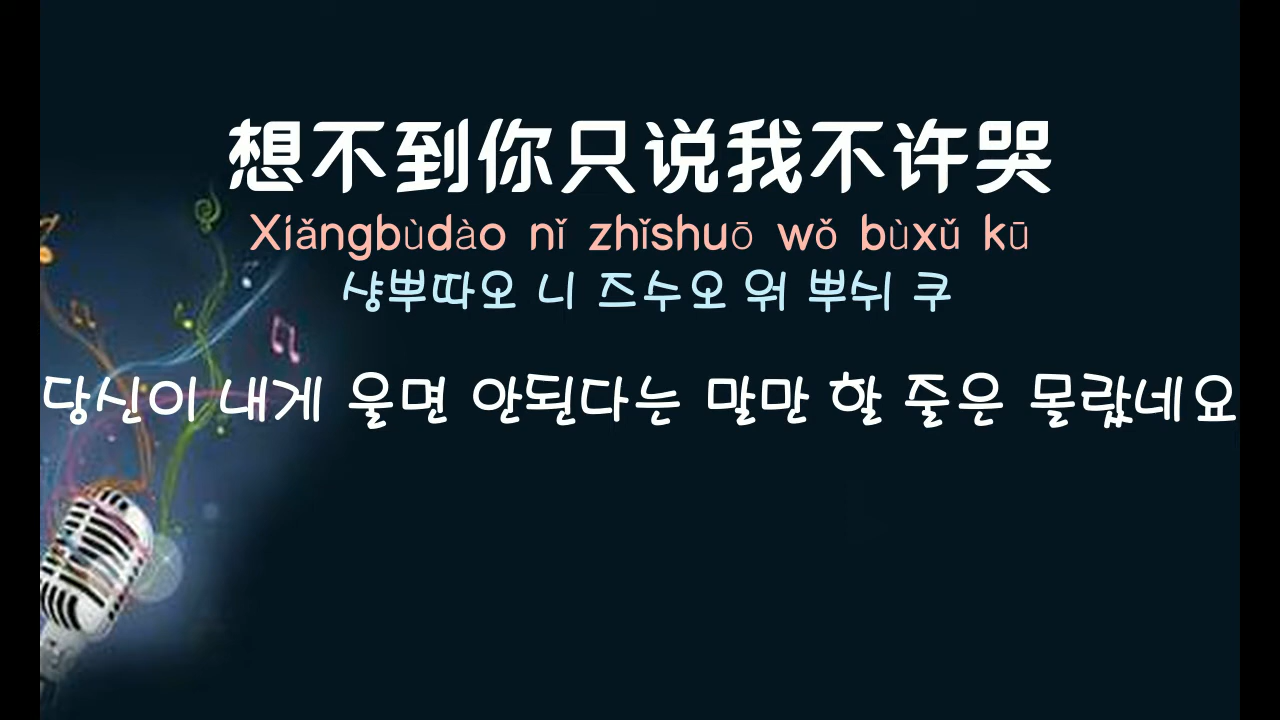 想不到你只说我不许哭
Xiǎngbùdào nǐ zhǐshuō wǒ bùxǔ kū
샹뿌따오 니 즈수오 워 뿌쉬 쿠
당신이 내게 울면 안된다는 말만 할 줄은 몰랐네요